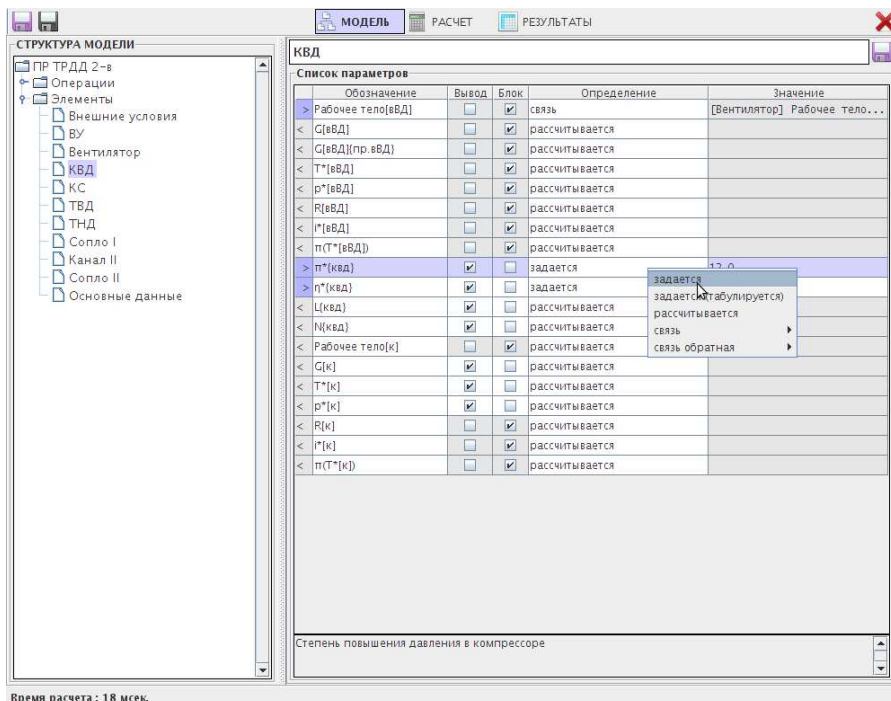 МОДЕЛЬ РАСЧЕТ РЕЗУЛЬТАТЫ
СТРУКТУРА МОДЕЛИ
ПР ТРДД 2-в
Операции
Элементы
Внешние условия
ВУ
Вентилятор
КВД
КС
ТВД
ТНД
Сопло I
Канал II
Сопло II
Основные данные
КВД
Список параметров
Обозначение Вывод Блок Определение Значение
> Рабочее тело[вВД] связь [Вентилятор] Рабочее тело...
< G[вВД] рассчитывается
< G[вВД]{пр.вВД} рассчитывается
< T*[вВД] рассчитывается
< p*[вВД] рассчитывается
< R[вВД] рассчитывается
< i*[вВД] рассчитывается
< π(T*[вВД]) рассчитывается
> π*{квд} задается 12.0
> η*{квд} задается
< L{квд} рассчитывается
< N{квд} рассчитывается
< Рабочее тело[к] рассчитывается
< G[к] рассчитывается
< T*[к] рассчитывается
< p*[к] рассчитывается
< R[к] рассчитывается
< i*[к] рассчитывается
< π(T*[к]) рассчитывается
задается
задается (табулируется)
рассчитывается
связь
связь обратная
Степень повышения давления в компрессоре
Время расчета : 18 мсек.